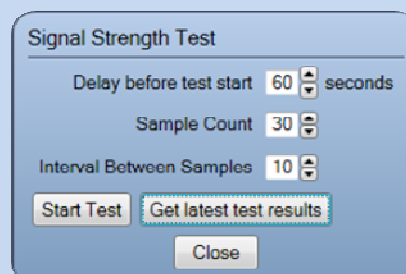 Signal Strength Test
Delay before test start 60 seconds
Sample Count 30
Interval Between Samples 10
Start Test Get latest test results
Close